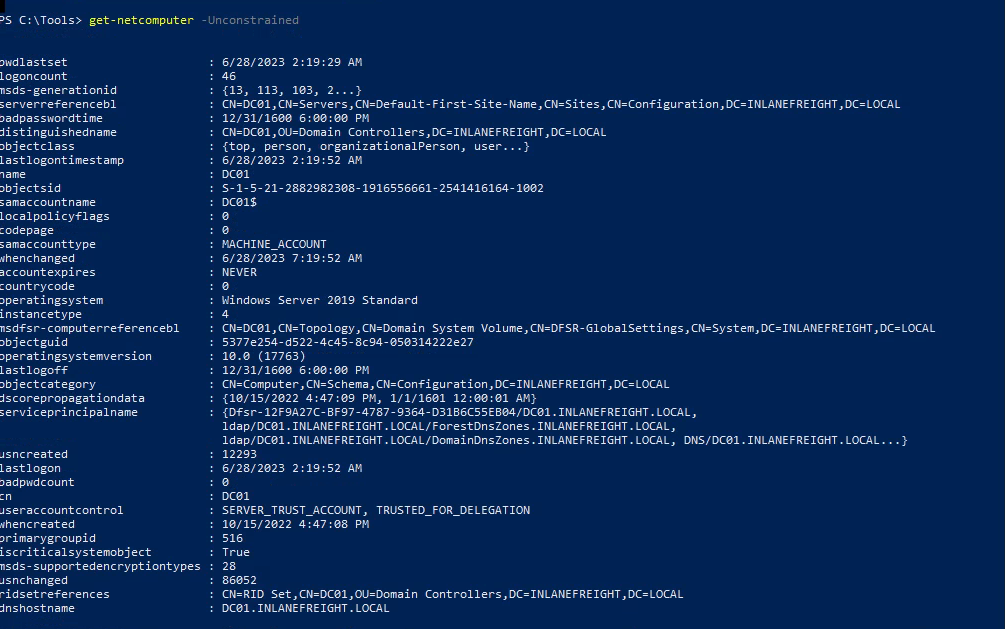 PS C:\Tools> get-netcomputer -Unconstrained
pwdlastset : 6/28/2023 2:19:29 AM
logoncount : 46
msds-generationid : {13, 113, 103, 2...}
serverreferencebl : CN=DC01,CN=Servers,CN=Default-First-Site-Name,CN=Sites,CN=Configuration,DC=INLANEFREIGHT,DC=LOCAL
badpasswordtime : 12/31/1600 6:00:00 PM
distinguishedname : CN=DC01,OU=Domain Controllers,DC=INLANEFREIGHT,DC=LOCAL
objectclass : {top, person, organizationalPerson, user...}
lastlogontimestamp : 6/28/2023 2:19:52 AM
name : DC01
objectsid : S-1-5-21-2882982308-1916556661-2541416164-1002
samaccountname : DC01$
localpolicyflags : 0
codepage : 0
samaccounttype : MACHINE_ACCOUNT
whenchanged : 6/28/2023 7:19:52 AM
accountexpires : NEVER
countrycode : 0
operatingsystem : Windows Server 2019 Standard
instancetype : 4
msdfsr-computerreferencebl : CN=DC01,CN=Topology,CN=Domain System Volume,CN=DFSR-GlobalSettings,CN=System,DC=INLANEFREIGHT,DC=LOCAL
objectguid : 5377e254-d522-4c45-8c94-050314222e27
operatingsystemversion : 10.0 (17763)
lastlogoff : 12/31/1600 6:00:00 PM
objectcategory : CN=Computer,CN=Schema,CN=Configuration,DC=INLANEFREIGHT,DC=LOCAL
dscorepropagationdata : {10/15/2022 4:47:09 PM, 1/1/1601 12:00:01 AM}
serviceprincipalname : {Dfsr-12F9A27C-BF97-4787-9364-D31B6C55EB04/DC01.INLANEFREIGHT.LOCAL,
ldap/DC01.INLANEFREIGHT.LOCAL/ForestDnsZones.INLANEFREIGHT.LOCAL,
ldap/DC01.INLANEFREIGHT.LOCAL/DomainDnsZones.INLANEFREIGHT.LOCAL, DNS/DC01.INLANEFREIGHT.LOCAL...}
usncreated : 12293
lastlogon : 6/28/2023 2:19:52 AM
badpwdcount : 0
cn : DC01
useraccountcontrol : SERVER_TRUST_ACCOUNT, TRUSTED_FOR_DELEGATION
whencreated : 10/15/2022 4:47:08 PM
primarygroupid : 516
iscriticalsystemobject : True
msds-supportedencryptiontypes : 28
usnchanged : 86052
ridsetreferences : CN=RID Set,CN=DC01,OU=Domain Controllers,DC=INLANEFREIGHT,DC=LOCAL
dnshostname : DC01.INLANEFREIGHT.LOCAL